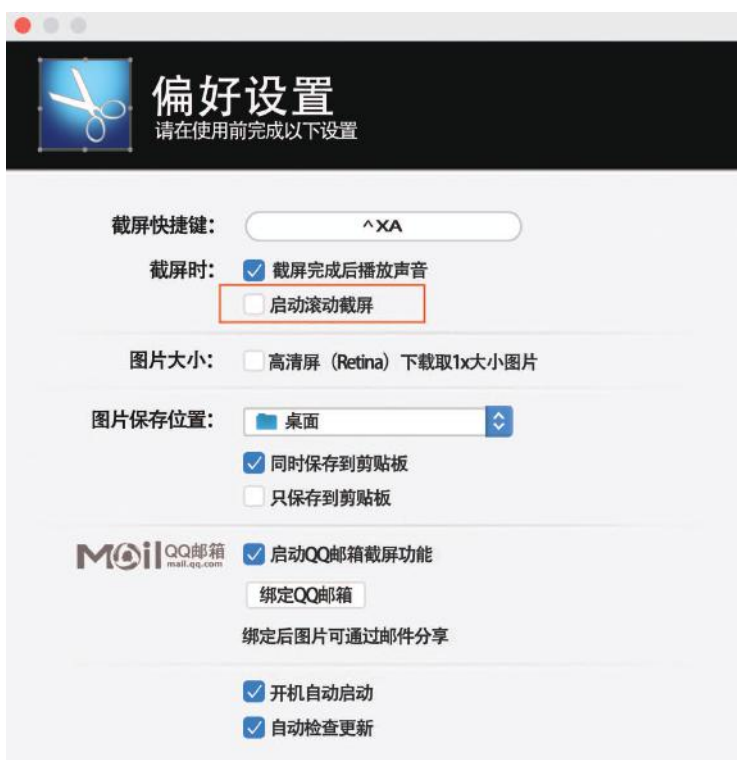 偏好设置
请在使用前完成以下设置
截屏快捷键： ^XA
截屏时： 截屏完成后播放声音
启动滚动截屏
图片大小： 高清屏（Retina）下载取1x大小图片
图片保存位置： 桌面
同时保存到剪贴板
只保存到剪贴板
Mail QQ邮箱 启动QQ邮箱截屏功能
mail.qq.com
绑定QQ邮箱
绑定后图片可通过邮件分享
开机自动启动
自动检查更新